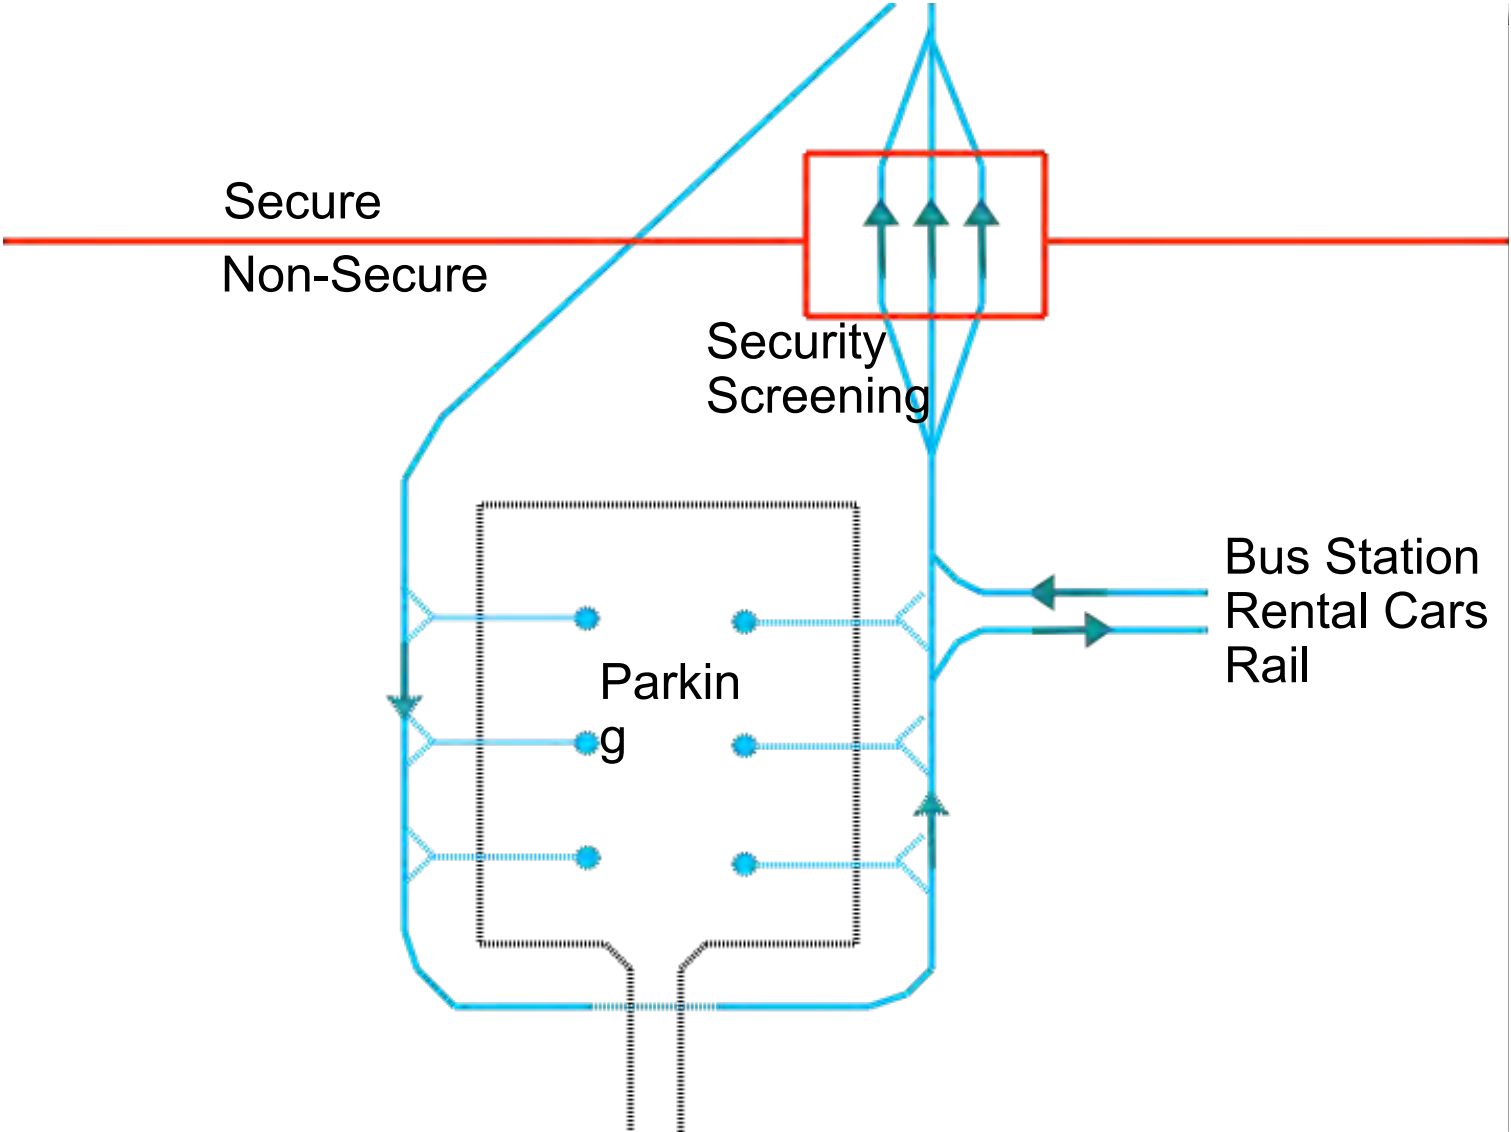 Secure
Non-Secure
Security
Screening
Bus Station
Rental Cars
Rail
Parkin
g